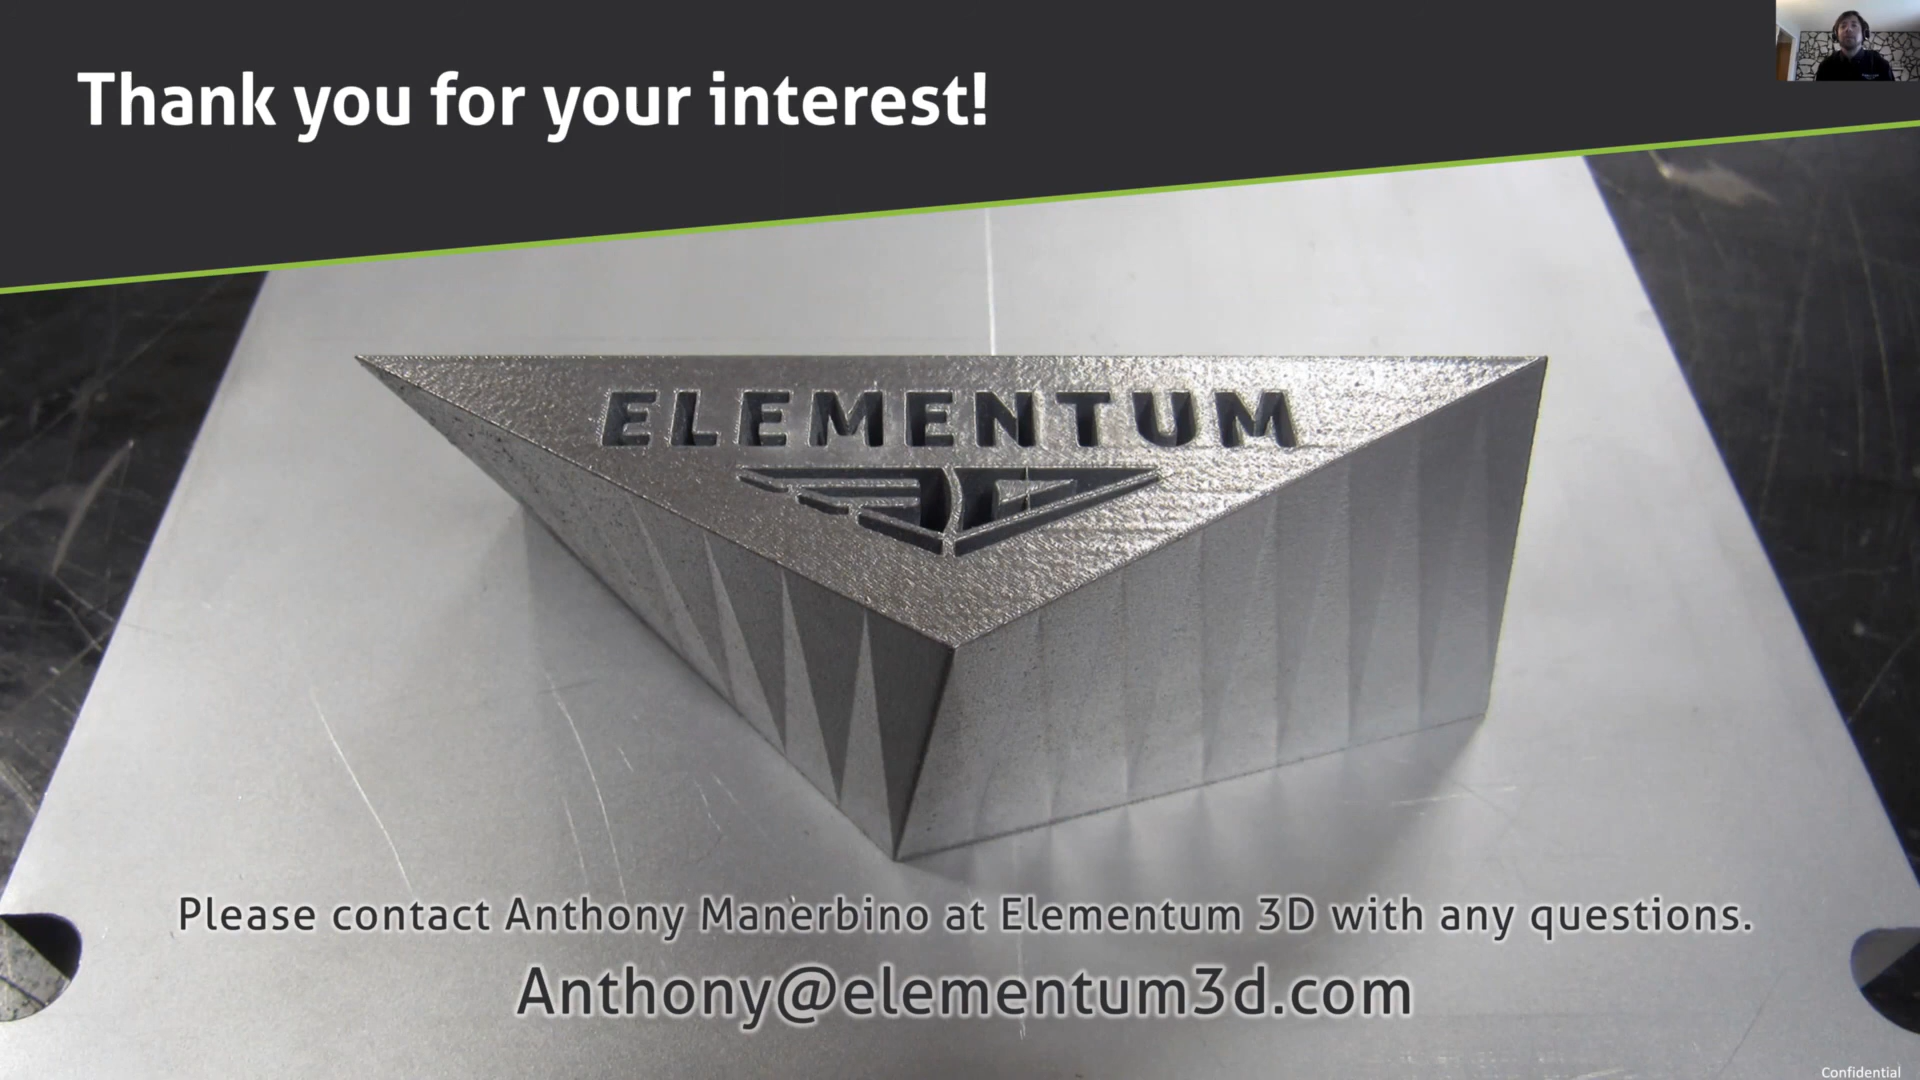 Thank you for your interest!
ELEMENTUM
3D
Please contact Anthony Manerbino at Elementum 3D with any questions.
Anthony@elementum3d.com
Confidential